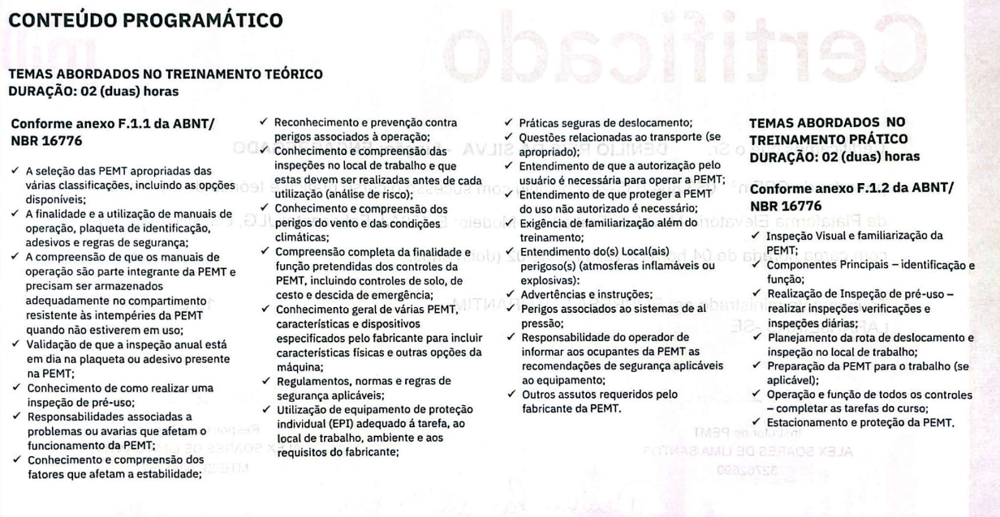 CONTEÚDO PROGRAMÁTICO
TEMAS ABORDADOS NO TREINAMENTO TEÓRICO
DURAÇÃO: 02 (duas) horas
Conforme anexo F.1.1 da ABNT/
NBR 16776
✓ A seleção das PEMT apropriadas das
várias classificações, incluindo as opções
disponíveis;
✓ A finalidade e a utilização de manuais de
operação, plaqueta de identificação,
adesivos e regras de segurança;
✓ A compreensão de que os manuais de
operação são parte integrante da PEMT e
precisam ser armazenados
adequadamente no compartimento
resistente às intempéries da PEMT
quando não estiverem em uso;
✓ Validação de que a inspeção anual está
em dia na plaqueta ou adesivo presente
na PEMT;
✓ Conhecimento de como realizar uma
inspeção de pré-uso;
✓ Responsabilidades associadas a
problemas ou avarias que afetam o
funcionamento da PEMT;
✓ Conhecimento e compreensão dos
fatores que afetam a estabilidade;
✓ Reconhecimento e prevenção contra
perigos associados à operação;
✓ Conhecimento e compreensão das
inspeções no local de trabalho e que
estas devem ser realizadas antes de cada
utilização (análise de risco);
✓ Conhecimento e compreensão dos
perigos do vento e das condições
climáticas;
✓ Compreensão completa da finalidade e
função pretendidos dos controles da
PEMT, incluindo controles de solo, de
cesto e descida de emergência;
✓ Conhecimento geral de várias PEMT,
características e dispositivos
especificados pelo fabricante para incluir
características físicas e outras opções da
máquina;
✓ Regulamentos, normas e regras de
segurança aplicáveis;
✓ Utilização de equipamento de proteção
individual (EPI) adequado á tarefa, ao
local de trabalho, ambiente e aos
requisitos do fabricante;
✓ Práticas seguras de deslocamento;
✓ Questões relacionadas ao transporte (se
apropriado);
✓ Entendimento de que a autorização pelo
usuário é necessária para operar a PEMT;
✓ Entendimento de que proteger a PEMT
do uso não autorizado é necessário;
✓ Exigência de familiarização além do
treinamento;
✓ Entendimento do(s) Local(ais)
perigoso(s) (atmosferas inflamáveis ou
explosivas):
✓ Advertências e instruções;
✓ Perigos associados ao sistemas de al
pressão;
✓ Responsabilidade do operador de
informar aos ocupantes da PEMT as
recomendações de segurança aplicáveis
ao equipamento;
✓ Outros assutos requeridos pelo
fabricante da PEMT.
TEMAS ABORDADOS NO
TREINAMENTO PRÁTICO
DURAÇÃO: 02 (duas) horas
Conforme anexo F.1.2 da ABNT/
NBR 16776
✓ Inspeção Visual e familiarização da
PEMT;
✓ Componentes Principais – identificação e
função;
✓ Realização de Inspeção de pré-uso –
realizar inspeções verificações e
inspeções diárias;
✓ Planejamento da rota de deslocamento e
inspeção no local de trabalho;
✓ Preparação da PEMT para o trabalho (se
aplicável);
✓ Operação e função de todos os controles
– completar as tarefas do curso;
✓ Estacionamento e proteção da PEMT.